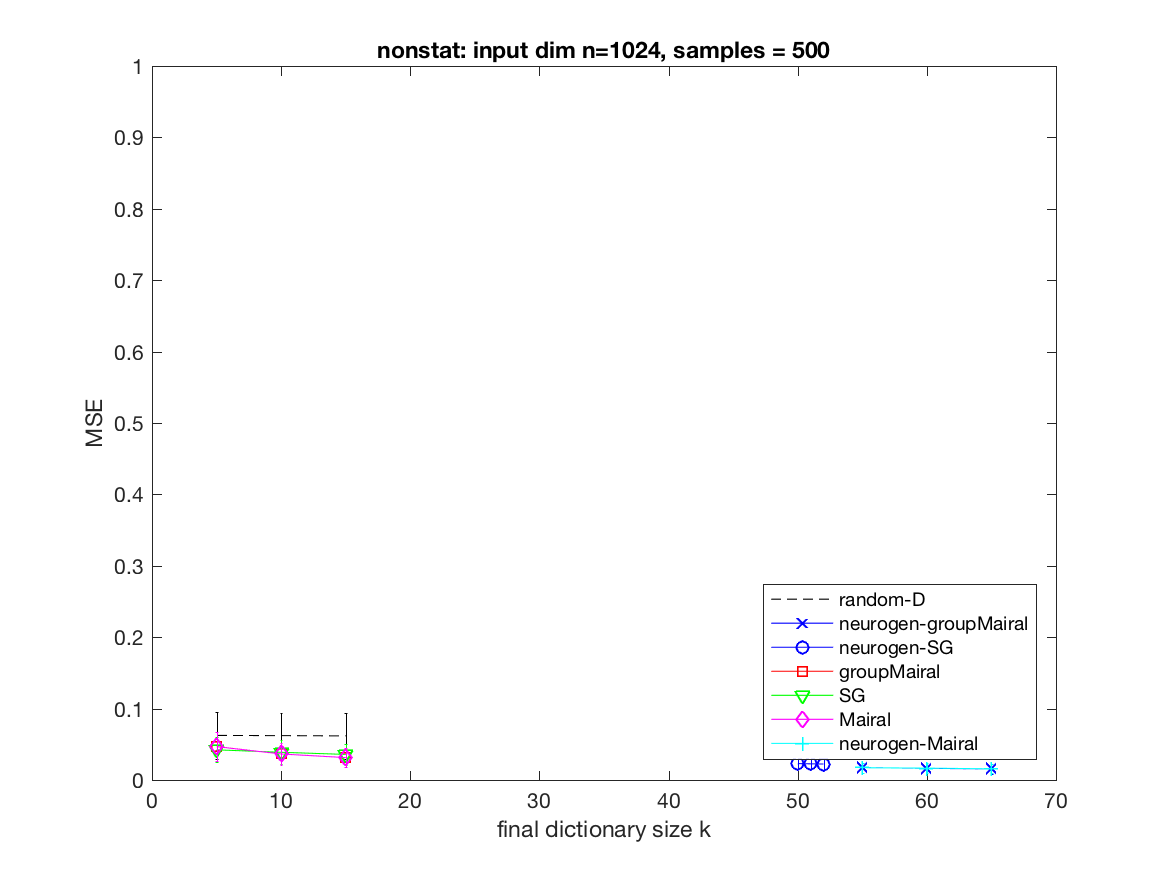 nonstat: input dim n=1024, samples = 500
1
0.9
0.8
0.7
0.6
0.5
0.4
0.3
0.2
0.1
0
MSE
random-D
neurogen-groupMairal
neurogen-SG
groupMairal
SG
Mairal
neurogen-Mairal
0 10 20 30 40 50 60 70
final dictionary size k